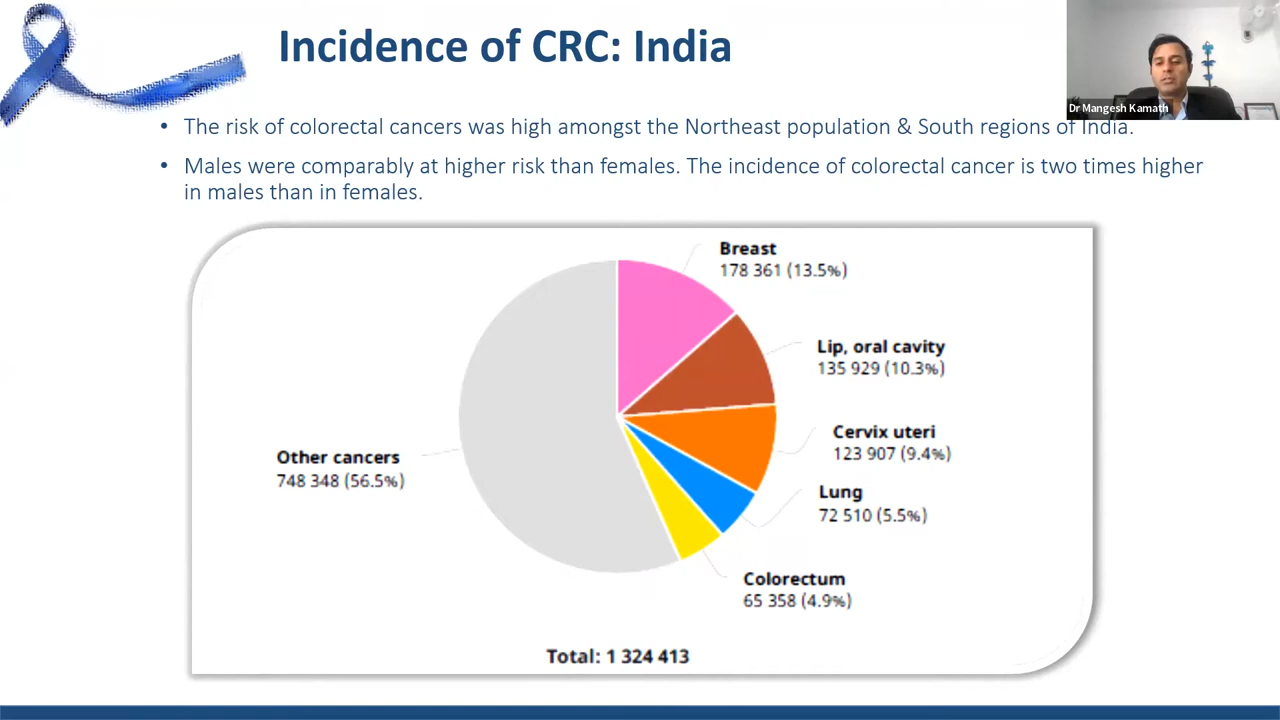 Incidence of CRC: India
Dr Mangesh Kamath
• The risk of colorectal cancers was high amongst the Northeast population & South regions of India.
• Males were comparably at higher risk than females. The incidence of colorectal cancer is two times higher
in males than in females.
Breast
178 361 (13.5%)
Lip, oral cavity
135 929 (10.3%)
Cervix uteri
123 907 (9.4%)
Other cancers
748 348 (56.5%)
Lung
72 510 (5.5%)
Colorectum
65 358 (4.9%)
Total: 1 324 413